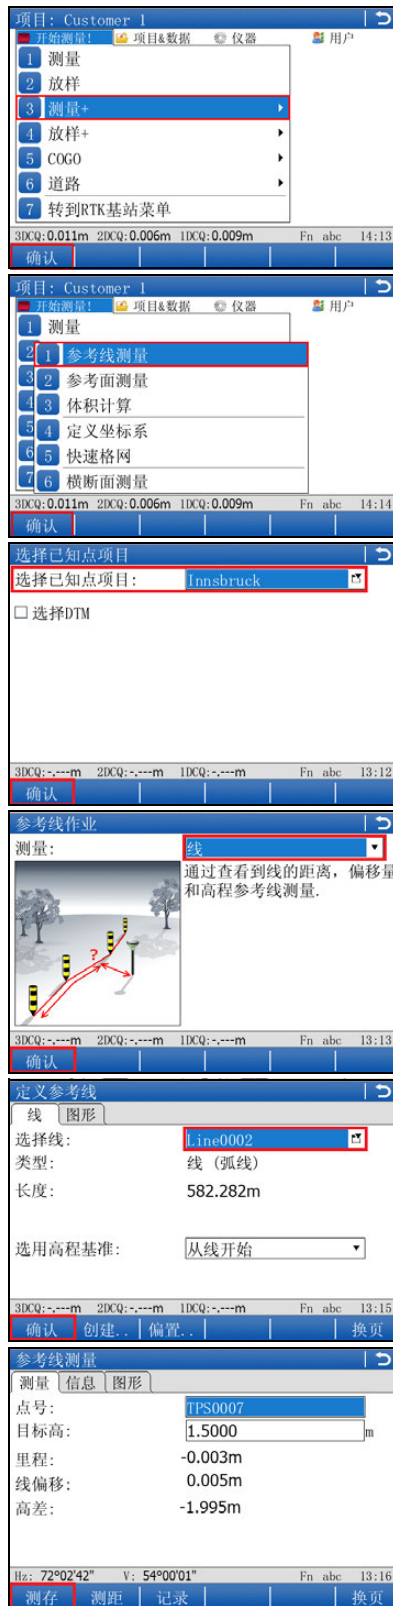 项目: Customer 1
开始测量! 项目&数据 仪器 用户
1 测量
2 放样
3 测量+
4 放样+
5 COGO
6 道路
7 转到RTK基站菜单
3DCQ:0.011m 2DCQ:0.006m 1DCQ:0.009m Fn abc 14:13
确认
项目: Customer 1
开始测量! 项目&数据 仪器 用户
1 测量
2 1 参考线测量
3 2 参考面测量
4 3 体积计算
5 4 定义坐标系
6 5 快速格网
7 6 横断面测量
3DCQ:0.011m 2DCQ:0.006m 1DCQ:0.009m Fn abc 14:14
确认
选择已知点项目
选择已知点项目: Innsbruck
选择DTM
3DCQ:-.---m 2DCQ:-.---m 1DCQ:-.---m Fn abc 13:12
确认
参考线作业
测量: 线
通过查看到线的距离，偏移量
和高程参考线测量.
?
3DCQ:-.---m 2DCQ:-.---m 1DCQ:-.---m Fn abc 13:13
确认
定义参考线
线 图形
选择线: Line0002
类型: 线 (弧线)
长度: 582.282m
选用高程基准: 从线开始
3DCQ:-.---m 2DCQ:-.---m 1DCQ:-.---m Fn abc 13:15
确认 创建.. 偏置.. 换页
参考线测量
测量 信息 图形
点号: TPS0007
目标高: 1.5000 m
里程: -0.003m
线偏移: 0.005m
高差: -1.995m
Hz: 72°02'42" V: 54°00'01" Fn abc 13:16
测存 测距 记录 换页